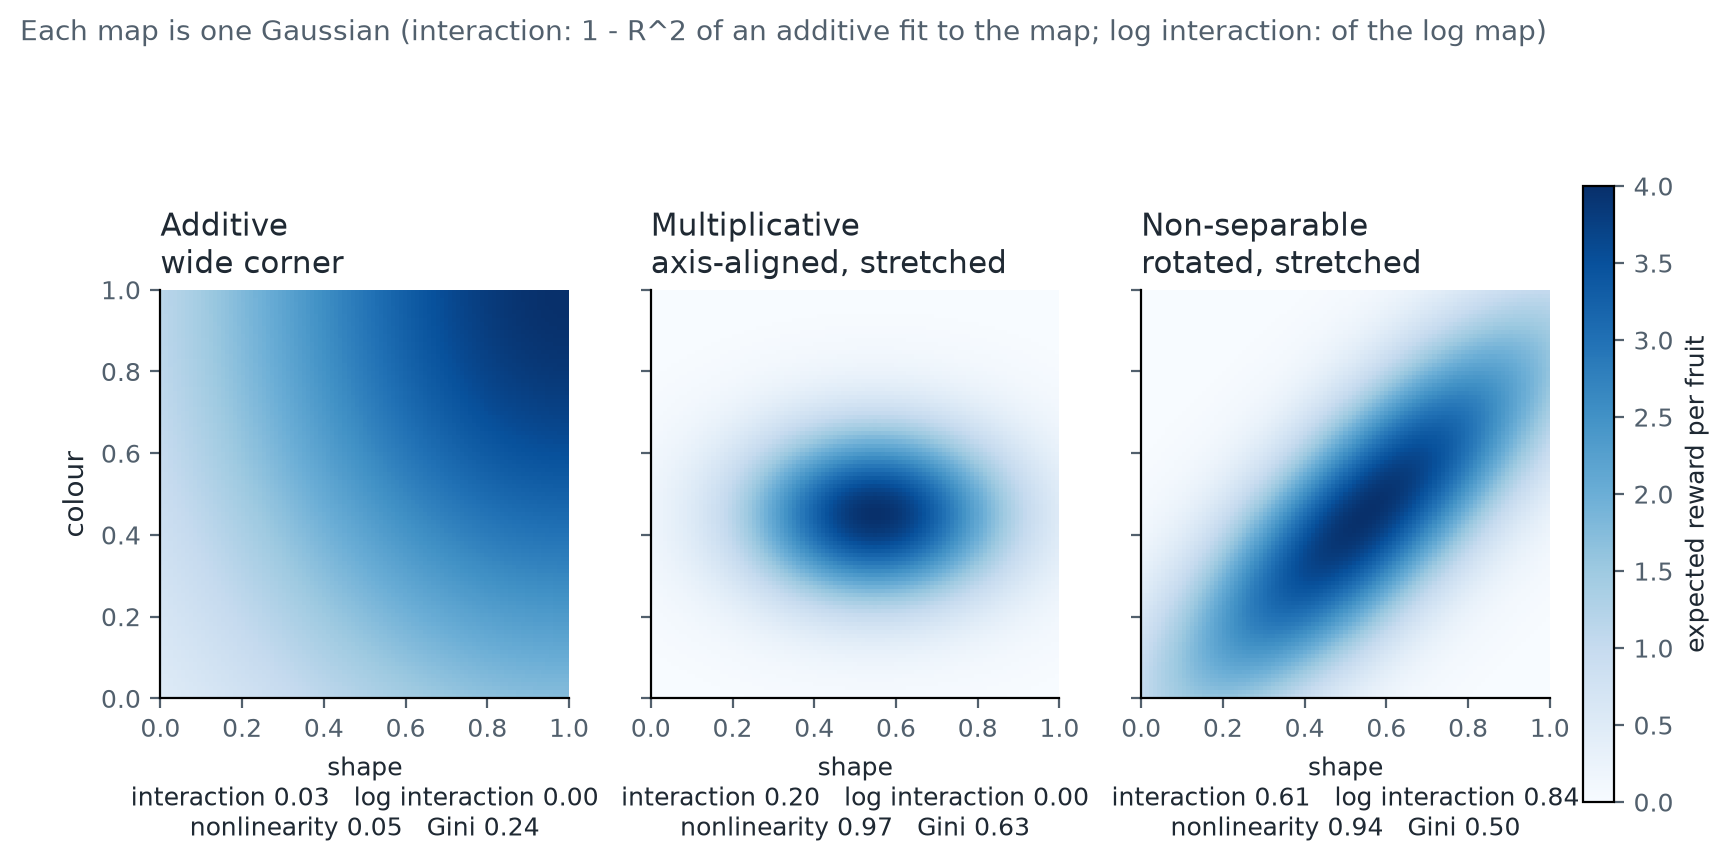 Each map is one Gaussian (interaction: 1 - R^2 of an additive fit to the map; log interaction: of the log map)
Additive
wide corner
Multiplicative
axis-aligned, stretched
Non-separable
rotated, stretched
colour
1.0
0.8
0.6
0.4
0.2
0.0
0.0 0.2 0.4 0.6 0.8 1.0
shape
interaction 0.03 log interaction 0.00
nonlinearity 0.05 Gini 0.24
0.0 0.2 0.4 0.6 0.8 1.0
shape
interaction 0.20 log interaction 0.00
nonlinearity 0.97 Gini 0.63
0.0 0.2 0.4 0.6 0.8 1.0
shape
interaction 0.61 log interaction 0.84
nonlinearity 0.94 Gini 0.50
4.0
3.5
3.0
2.5
2.0
1.5
1.0
0.5
0.0
expected reward per fruit